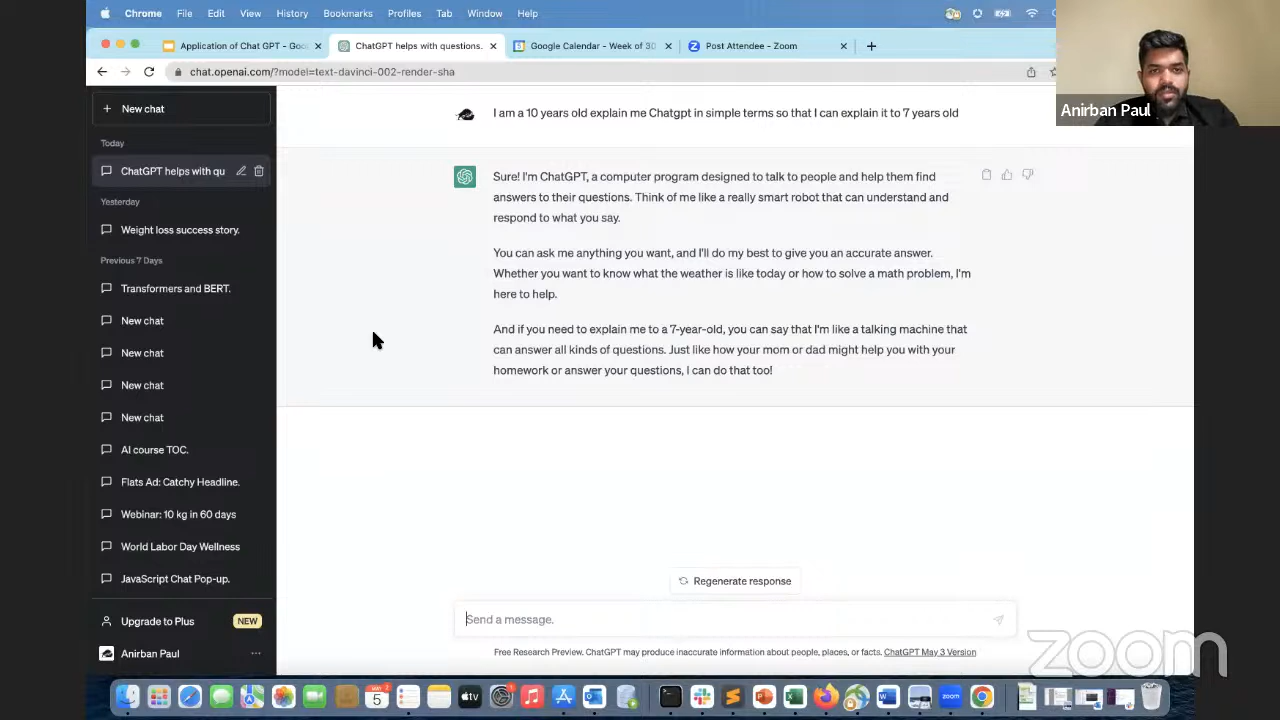 Chrome File Edit View History Bookmarks Profiles Tab Window Help
Application of Chat GPT - Goo
ChatGPT helps with questions.
Google Calendar - Week of 30
Post Attendee - Zoom
chat.openai.com/?model=text-davinci-002-render-sha
Anirban Paul
New chat
Today
ChatGPT helps with qu
Yesterday
Weight loss success story.
Previous 7 Days
Transformers and BERT.
New chat
New chat
New chat
New chat
AI course TOC.
Flats Ad: Catchy Headline.
Webinar: 10 kg in 60 days
World Labor Day Wellness
JavaScript Chat Pop-up.
Upgrade to Plus NEW
Anirban Paul
I am a 10 years old explain me Chatgpt in simple terms so that I can explain it to 7 years old
Sure! I'm ChatGPT, a computer program designed to talk to people and help them find
answers to their questions. Think of me like a really smart robot that can understand and
respond to what you say.
You can ask me anything you want, and I'll do my best to give you an accurate answer.
Whether you want to know what the weather is like today or how to solve a math problem, I'm
here to help.
And if you need to explain me to a 7-year-old, you can say that I'm like a talking machine that
can answer all kinds of questions. Just like how your mom or dad might help you with your
homework or answer your questions, I can do that too!
Regenerate response
Send a message.
Free Research Preview. ChatGPT may produce inaccurate information about people, places, or facts. ChatGPT May 3 Version
zoom
5
tv
zoom